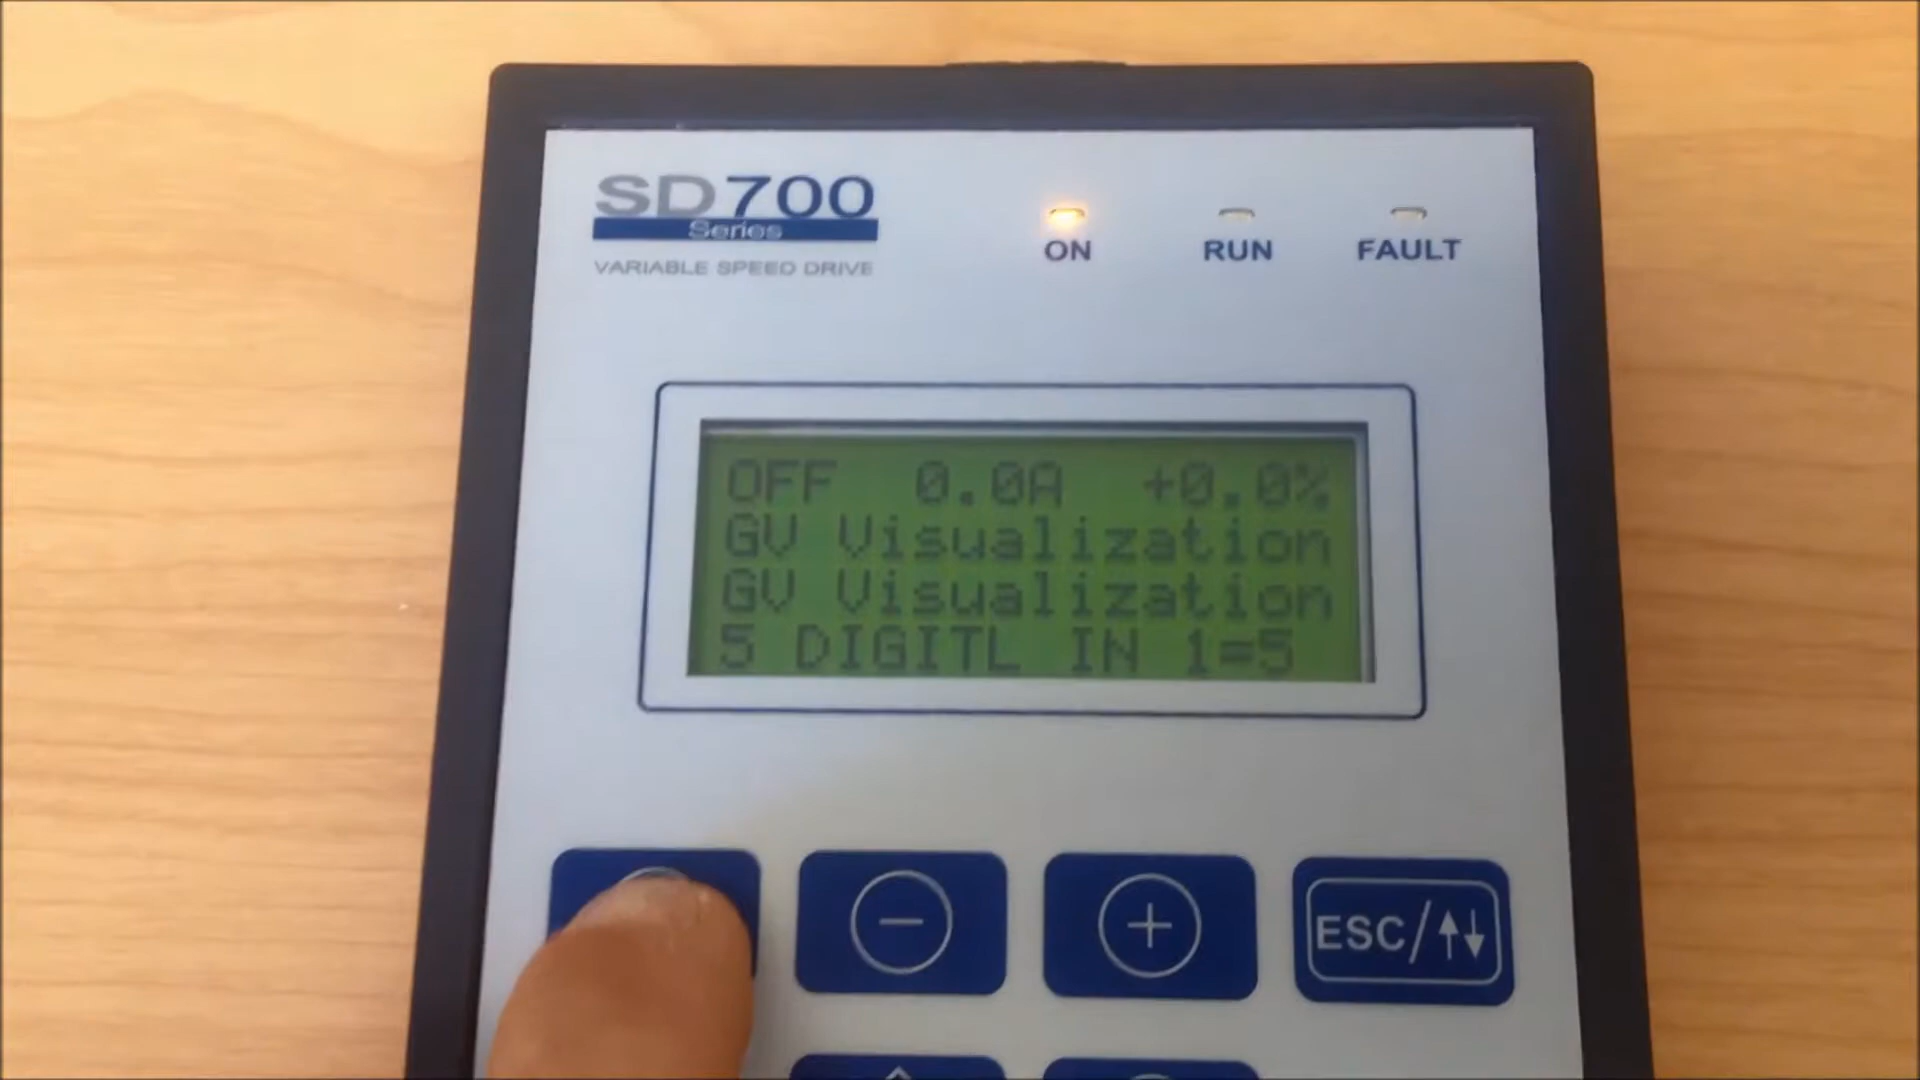 SD700
Series
VARIABLE SPEED DRIVE
ON RUN FAULT
OFF 0.0A +0.0%
GV Visualization
GV Visualization
5 DIGITL IN 1=5
− + ESC/↑↓